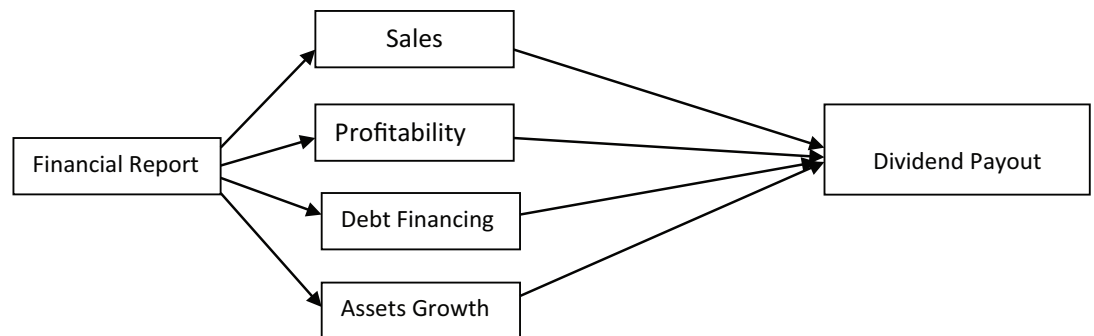 Sales
Profitability
Financial Report
Dividend Payout
Debt Financing
Assets Growth